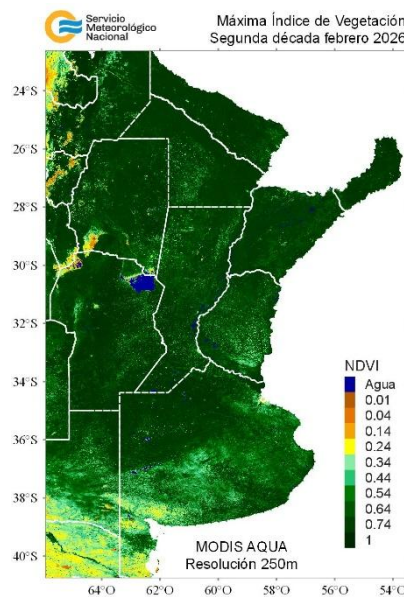 Servicio
Meteorológico
Nacional
Máxima Índice de Vegetación
Segunda década febrero 2026
24°S
26°S
28°S
30°S
32°S
34°S
36°S
38°S
40°S
NDVI
Agua
0.01
0.04
0.14
0.24
0.34
0.44
0.54
0.64
0.74
1
MODIS AQUA
Resolución 250m
64°O
62°O
60°O
58°O
56°O
54°O